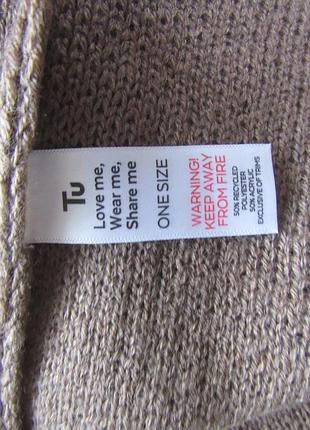 Tu
Love me,
Wear me,
Share me
ONE SIZE
WARNING!
KEEP AWAY
FROM FIRE
50% RECYCLED
POLYESTER
50% ACRYLIC
EXCLUSIVE OF TRIMS